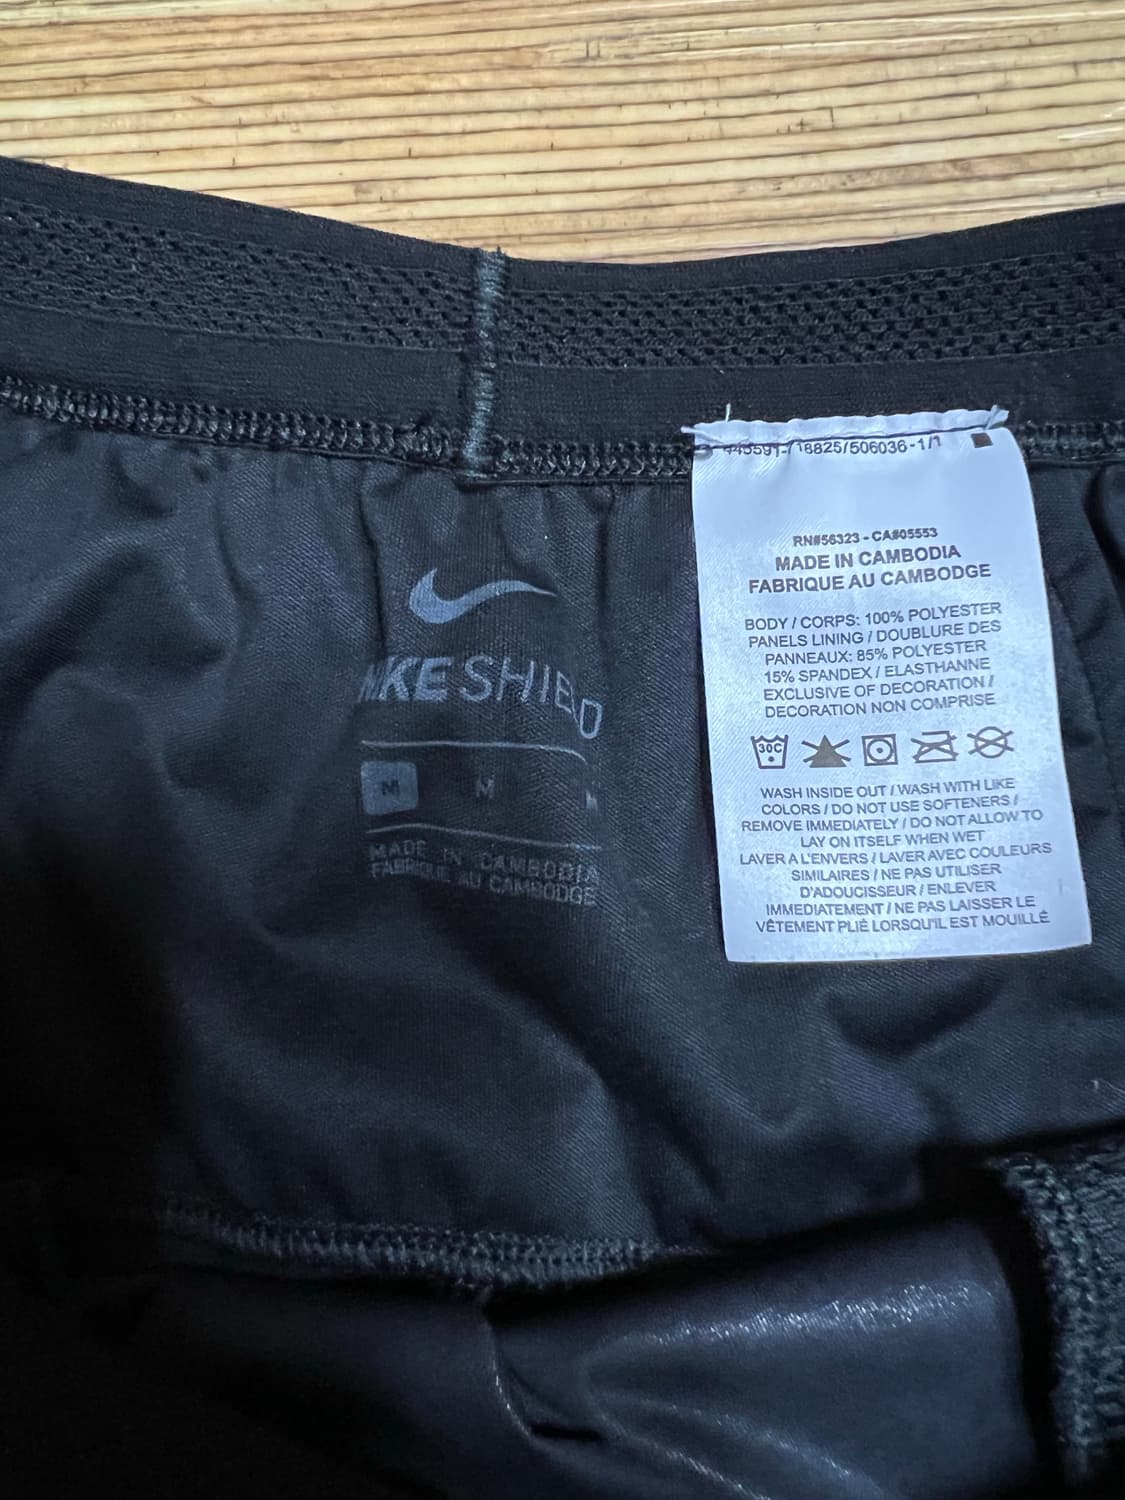 NIKE SHIELD
M M M
MADE IN CAMBODIA
FABRIQUE AU CAMBODGE
RN#56323 - CA#05553
MADE IN CAMBODIA
FABRIQUE AU CAMBODGE
BODY / CORPS: 100% POLYESTER
PANELS LINING / DOUBLURE DES
PANNEAUX: 85% POLYESTER
15% SPANDEX / ELASTHANNE
EXCLUSIVE OF DECORATION /
DECORATION NON COMPRISE
30C
WASH INSIDE OUT / WASH WITH LIKE
COLORS / DO NOT USE SOFTENERS /
REMOVE IMMEDIATELY / DO NOT ALLOW TO
LAY ON ITSELF WHEN WET
LAVER A L'ENVERS / LAVER AVEC COULEURS
SIMILAIRES / NE PAS UTILISER
D'ADOUCISSEUR / ENLEVER
IMMEDIATEMENT / NE PAS LAISSER LE
VÊTEMENT PLIÉ LORSQU'IL EST MOUILLÉ